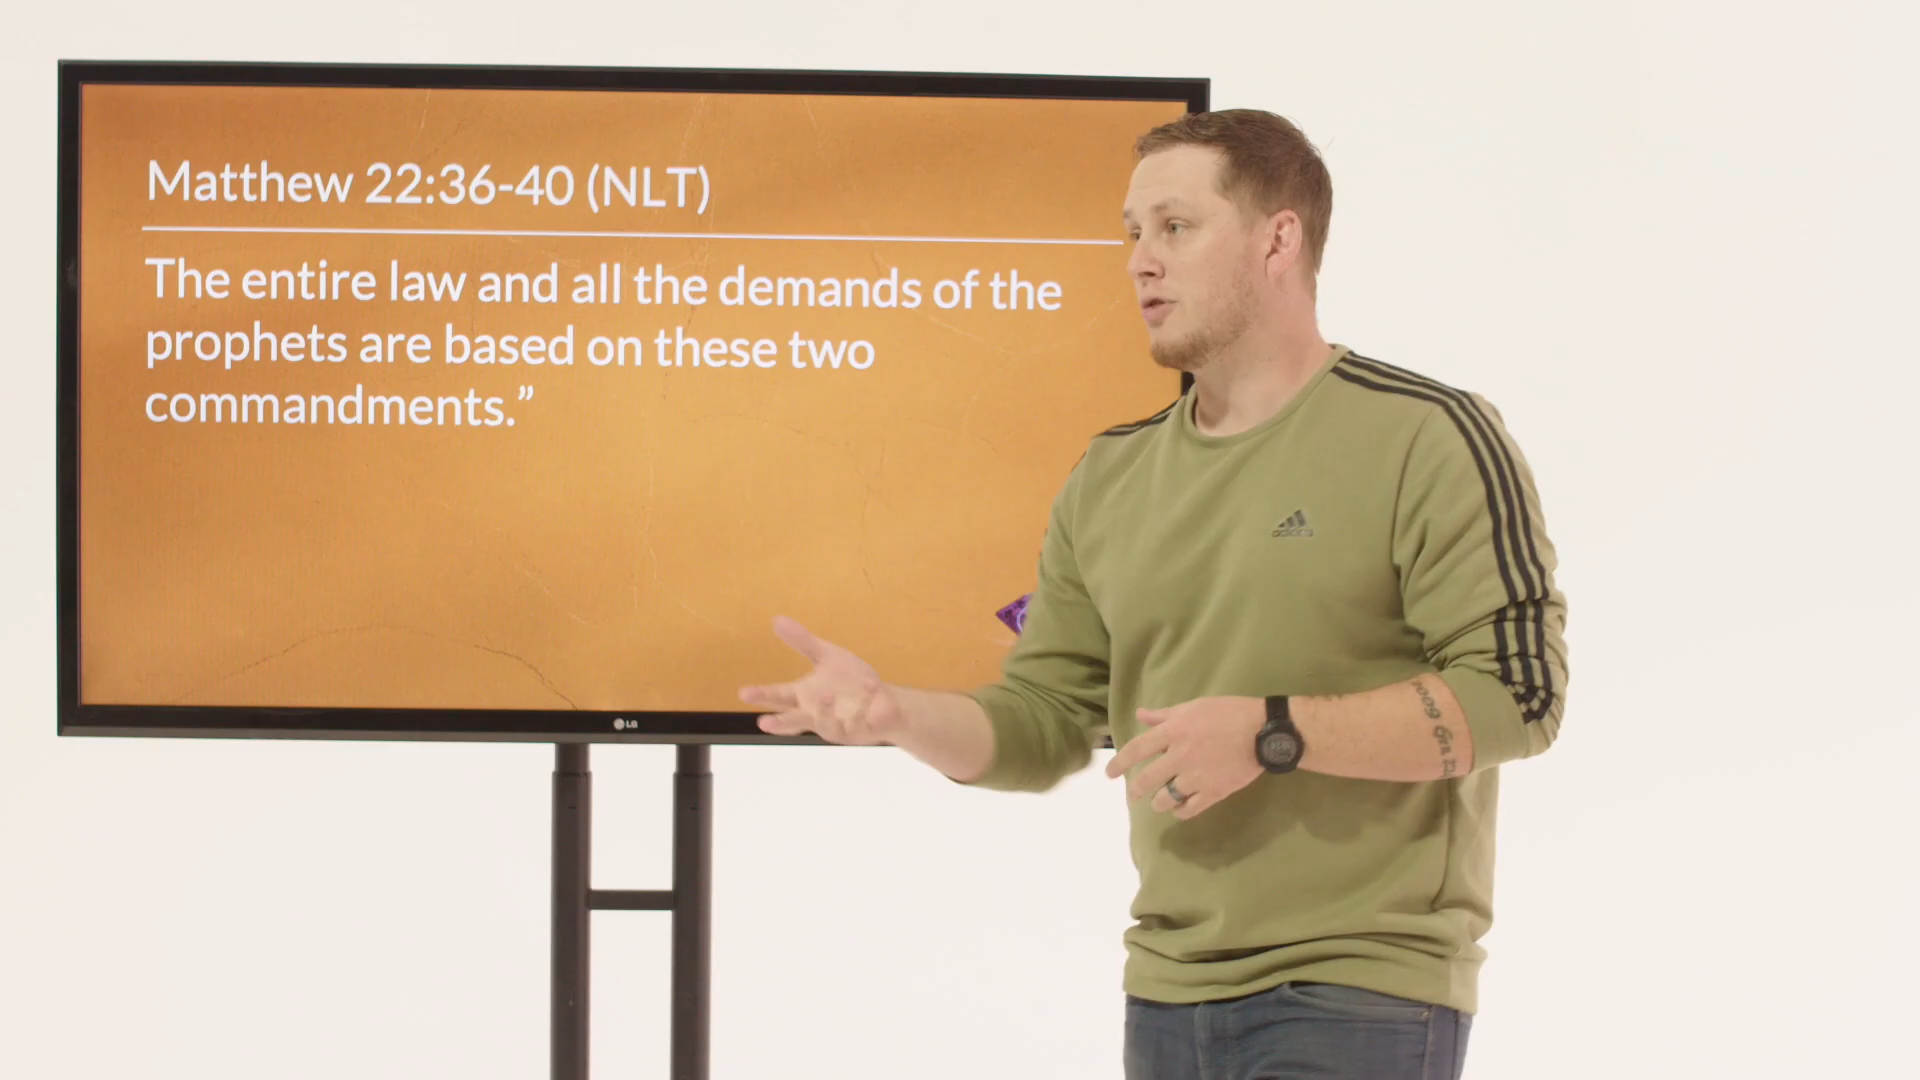 Matthew 22:36-40 (NLT)
The entire law and all the demands of the
prophets are based on these two
commandments.”
LG
adidas